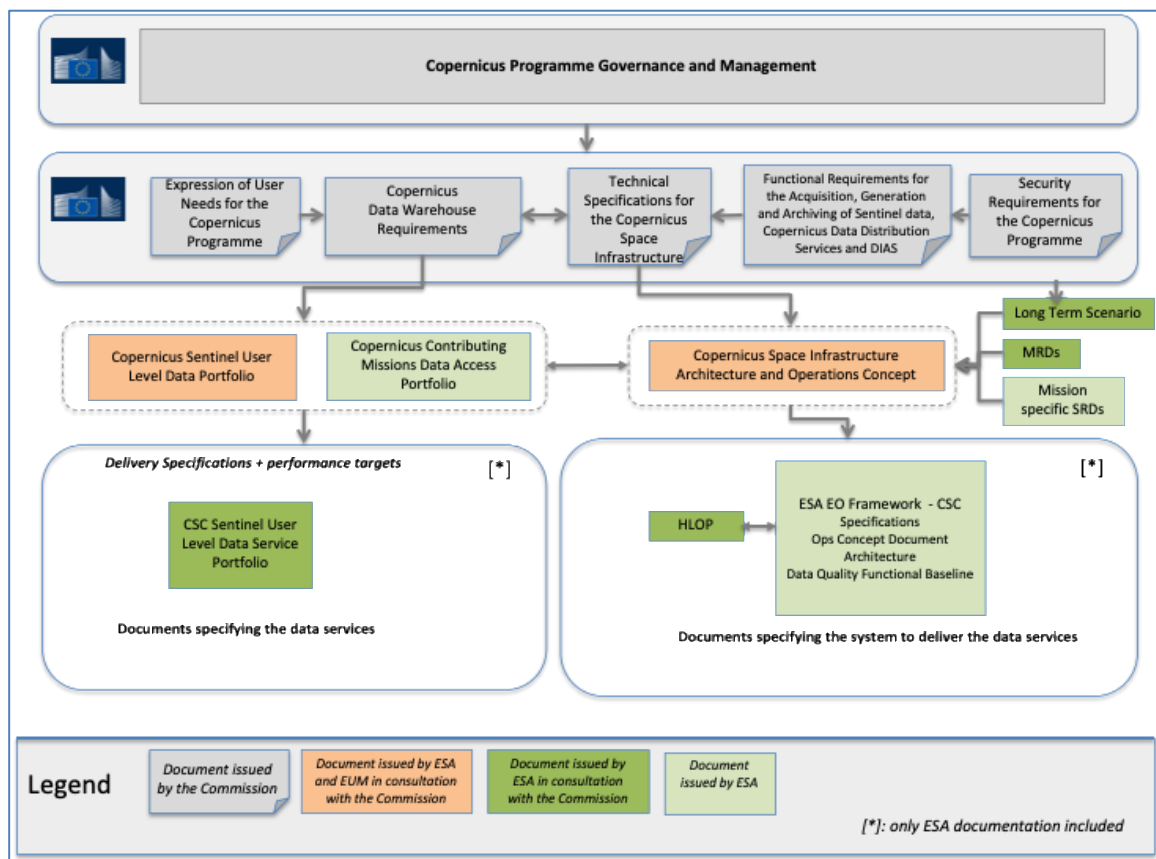 Copernicus Programme Governance and Management
Expression of User
Needs for the
Copernicus
Programme
Copernicus
Data Warehouse
Requirements
Technical
Specifications for
the Copernicus
Space
Infrastructure
Functional Requirements for
the Acquisition, Generation
and Archiving of Sentinel data,
Copernicus Data Distribution
Services and DIAS
Security
Requirements for
the Copernicus
Programme
Copernicus Sentinel User
Level Data Portfolio
Copernicus Contributing
Missions Data Access
Portfolio
Copernicus Space Infrastructure
Architecture and Operations Concept
Long Term Scenario
MRDs
Mission
specific SRDs
Delivery Specifications + performance targets
[*]
CSC Sentinel User
Level Data Service
Portfolio
Documents specifying the data services
[*]
HLOP
ESA EO Framework - CSC
Specifications
Ops Concept Document
Architecture
Data Quality Functional Baseline
Documents specifying the system to deliver the data services
Legend
Document issued
by the Commission
Document issued by ESA
and EUM in consultation
with the Commission
Document issued by
ESA in consultation
with the Commission
Document
issued by ESA
[*]: only ESA documentation included